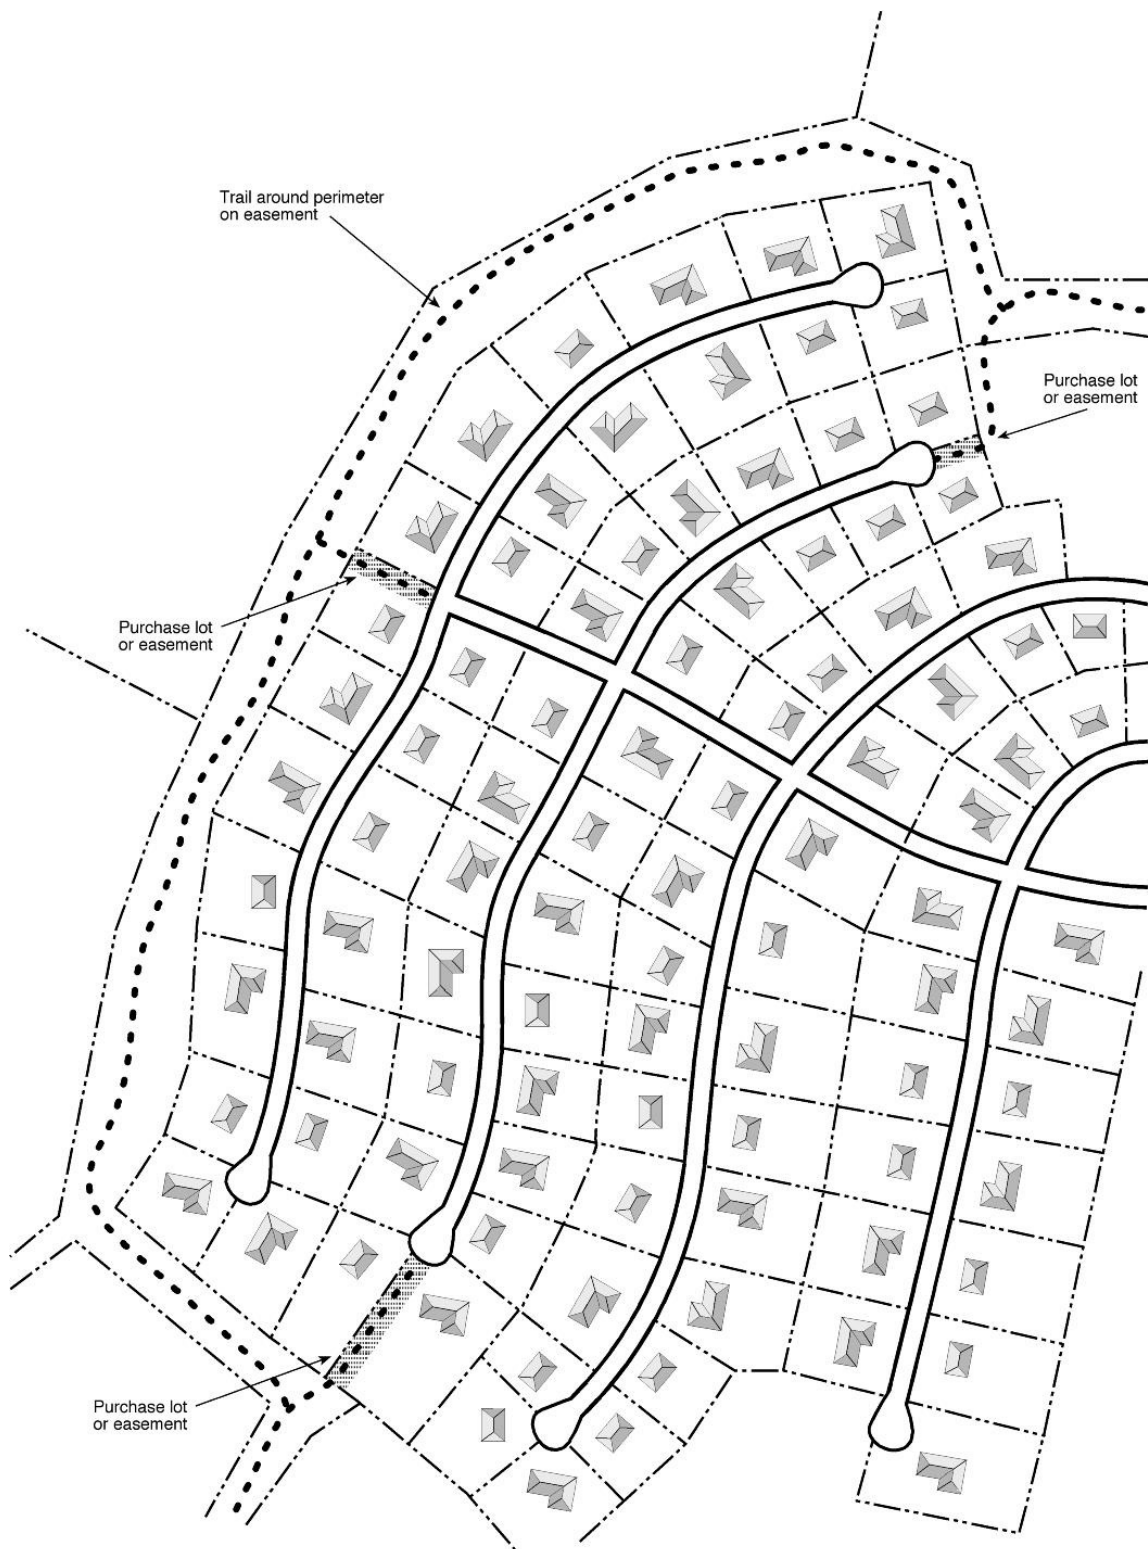 Trail around perimeter
on easement
Purchase lot
or easement
Purchase lot
or easement
Purchase lot
or easement